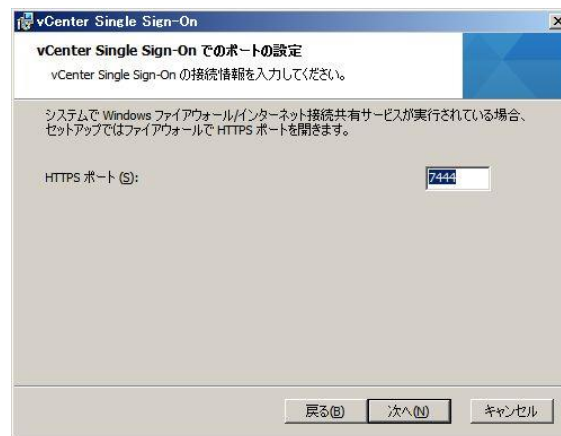 vCenter Single Sign-On
vCenter Single Sign-On でのポートの設定
vCenter Single Sign-On の接続情報を入力してください。
システムで Windows ファイアウォール/インターネット接続共有サービスが実行されている場合、
セットアップではファイアウォールで HTTPS ポートを開きます。
HTTPS ポート (S):
7444
戻る(B)
次へ(N)
キャンセル